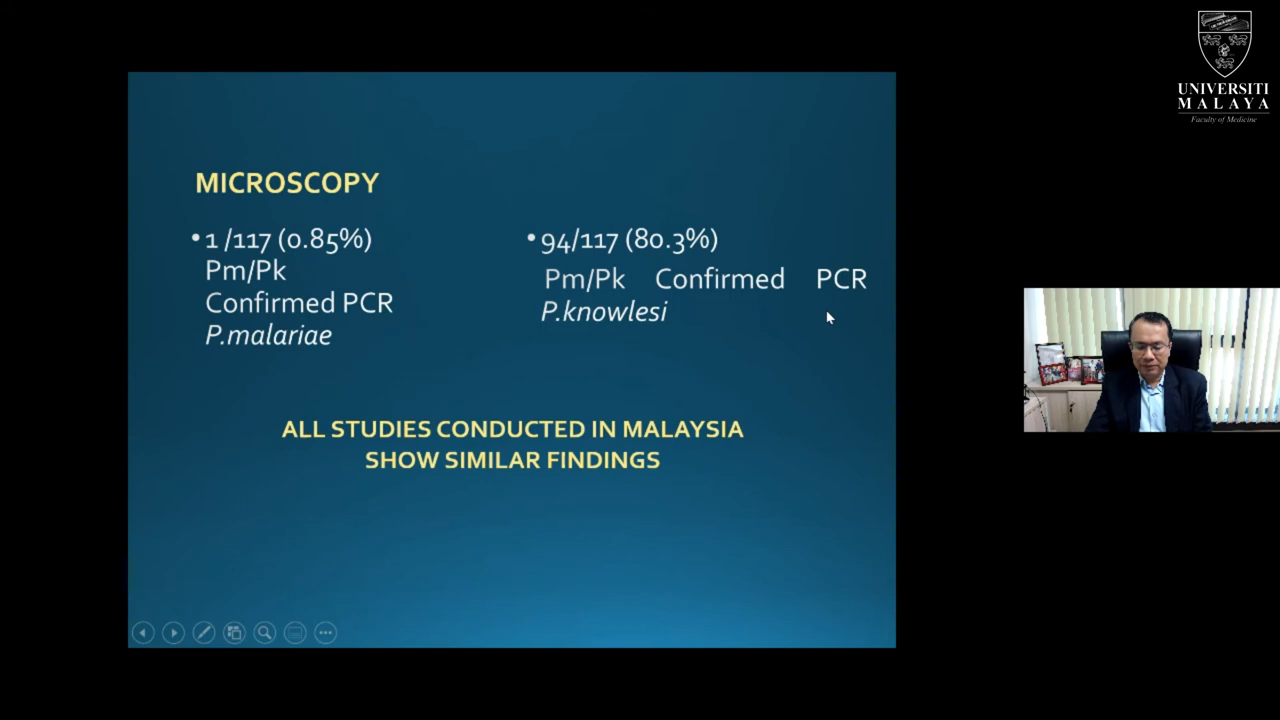 MICROSCOPY
• 1 /117 (0.85%)
Pm/Pk
Confirmed PCR
P.malariae
• 94/117 (80.3%)
Pm/Pk Confirmed PCR
P.knowlesi
ALL STUDIES CONDUCTED IN MALAYSIA
SHOW SIMILAR FINDINGS
UNIVERSITI
MALAYA
Faculty of Medicine